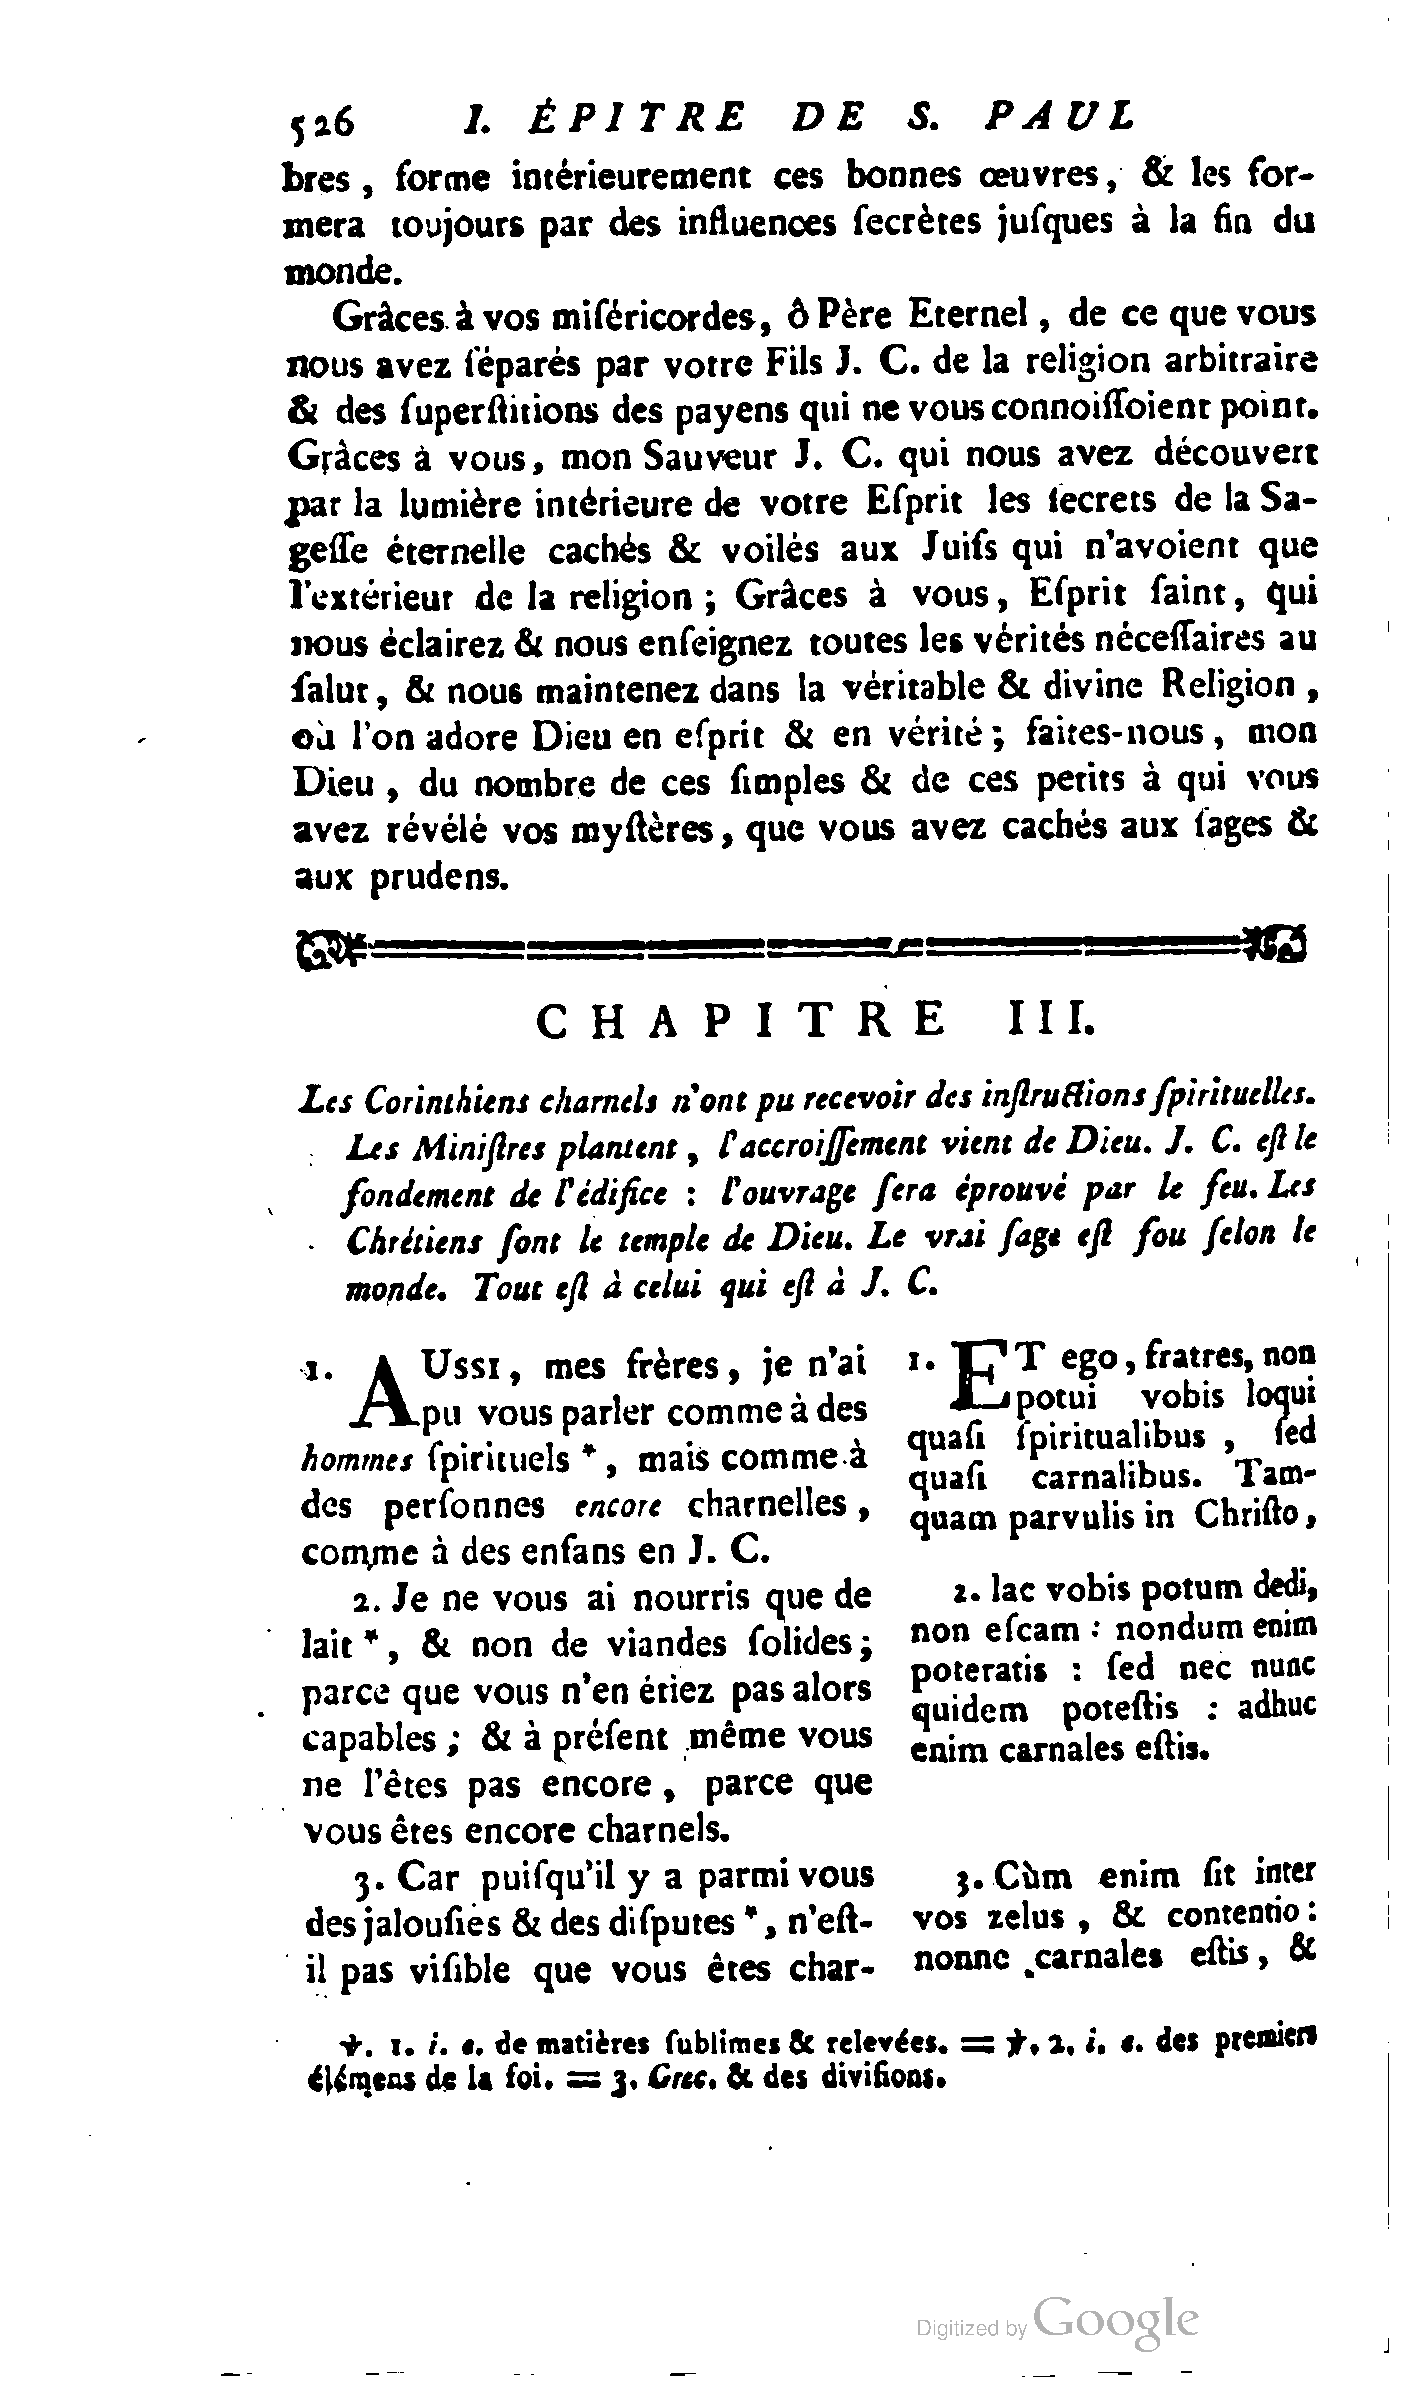 526 I. ÉPITRE DE S. PAUL
bres , forme intérieurement ces bonnes œuvres, & les for-
mera toujours par des influences ſecrètes juſques à la fin du
monde.
Grâces à vos miſéricordes, ô Père Eternel , de ce que vous
nous avez ſéparés par votre Fils J. C. de la religion arbitraire
& des ſuperſtitions des payens qui ne vous connoiſſoient point.
Grâces à vous, mon Sauveur J. C. qui nous avez découvert
par la lumière intérieure de votre Eſprit les ſecrets de la Sa-
geſſe éternelle cachés & voilés aux Juifs qui n'avoient que
l'extérieur de la religion ; Grâces à vous, Eſprit ſaint, qui
nous éclairez & nous enſeignez toutes les vérités néceſſaires au
ſalut, & nous maintenez dans la véritable & divine Religion ,
où l'on adore Dieu en eſprit & en vérité ; faites-nous , mon
Dieu , du nombre de ces ſimples & de ces petits à qui vous
avez révélé vos myſtères, que vous avez cachés aux ſages &
aux prudens.
CHAPITRE III.
Les Corinthiens charnels n'ont pu recevoir des inſtructions ſpirituelles.
Les Miniſtres plantent , l'accroiſſement vient de Dieu. J. C. eſt le
fondement de l'édifice : l'ouvrage ſera éprouvé par le feu. Les
Chrétiens ſont le temple de Dieu. Le vrai ſage eſt fou ſelon le
monde. Tout eſt à celui qui eſt à J. C.
1. AUSSI, mes frères, je n'ai
pu vous parler comme à des
hommes ſpirituels *, mais comme à
des perſonnes encore charnelles ,
comme à des enfans en J. C.
2. Je ne vous ai nourris que de
lait *, & non de viandes ſolides ;
parce que vous n'en étiez pas alors
capables ; & à préſent même vous
ne l'êtes pas encore , parce que
vous êtes encore charnels.
3. Car puiſqu'il y a parmi vous
des jalouſies & des diſputes *, n'eſt-
il pas viſible que vous êtes char-
1. ET ego, fratres, non
potui vobis loqui
quaſi ſpiritualibus , ſed
quaſi carnalibus. Tam-
quam parvulis in Chriſto,
2. lac vobis potum dedi,
non eſcam : nondum enim
poteratis : ſed nec nunc
quidem poteſtis : adhuc
enim carnales eſtis.
3. Cùm enim ſit inter
vos zelus , & contentio :
nonne carnales eſtis, &
℣. 1. i. e. de matières ſublimes & relevées. = ℣. 2. i. e. des premiers
élémens de la foi. = 3. Grec. & des diviſions.
Digitized by Google